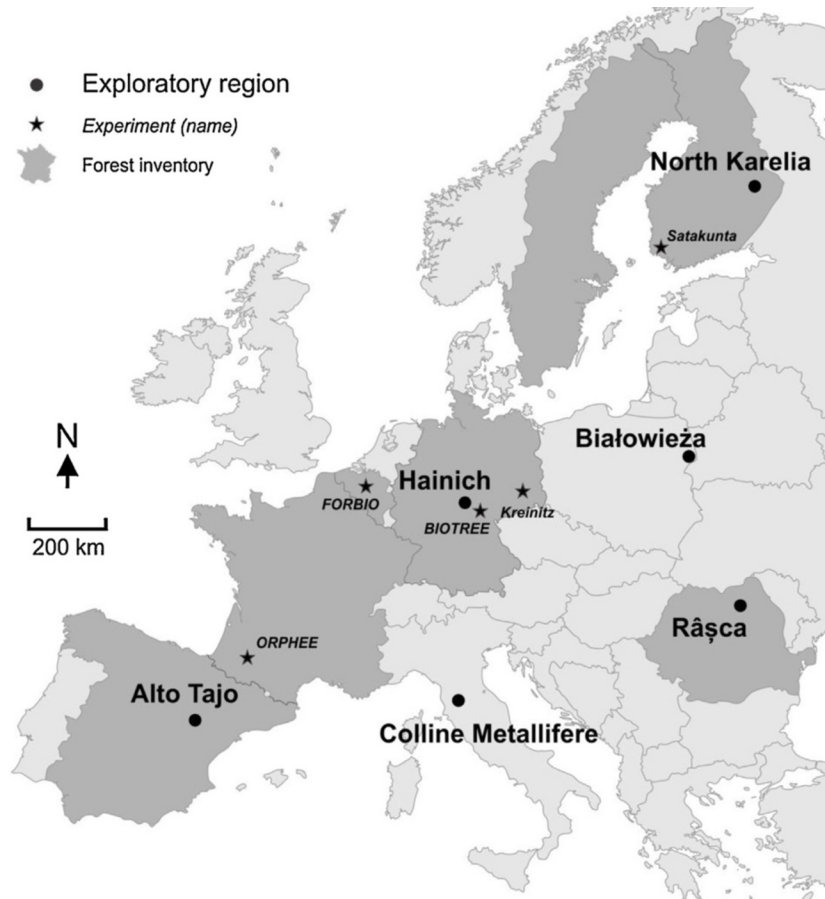 Exploratory region
Experiment (name)
Forest inventory
North Karelia
Satakunta
N
200 km
Białowieża
Hainich
FORBIO
BIOTREE
Kreinitz
Râșca
ORPHEE
Alto Tajo
Colline Metallifere